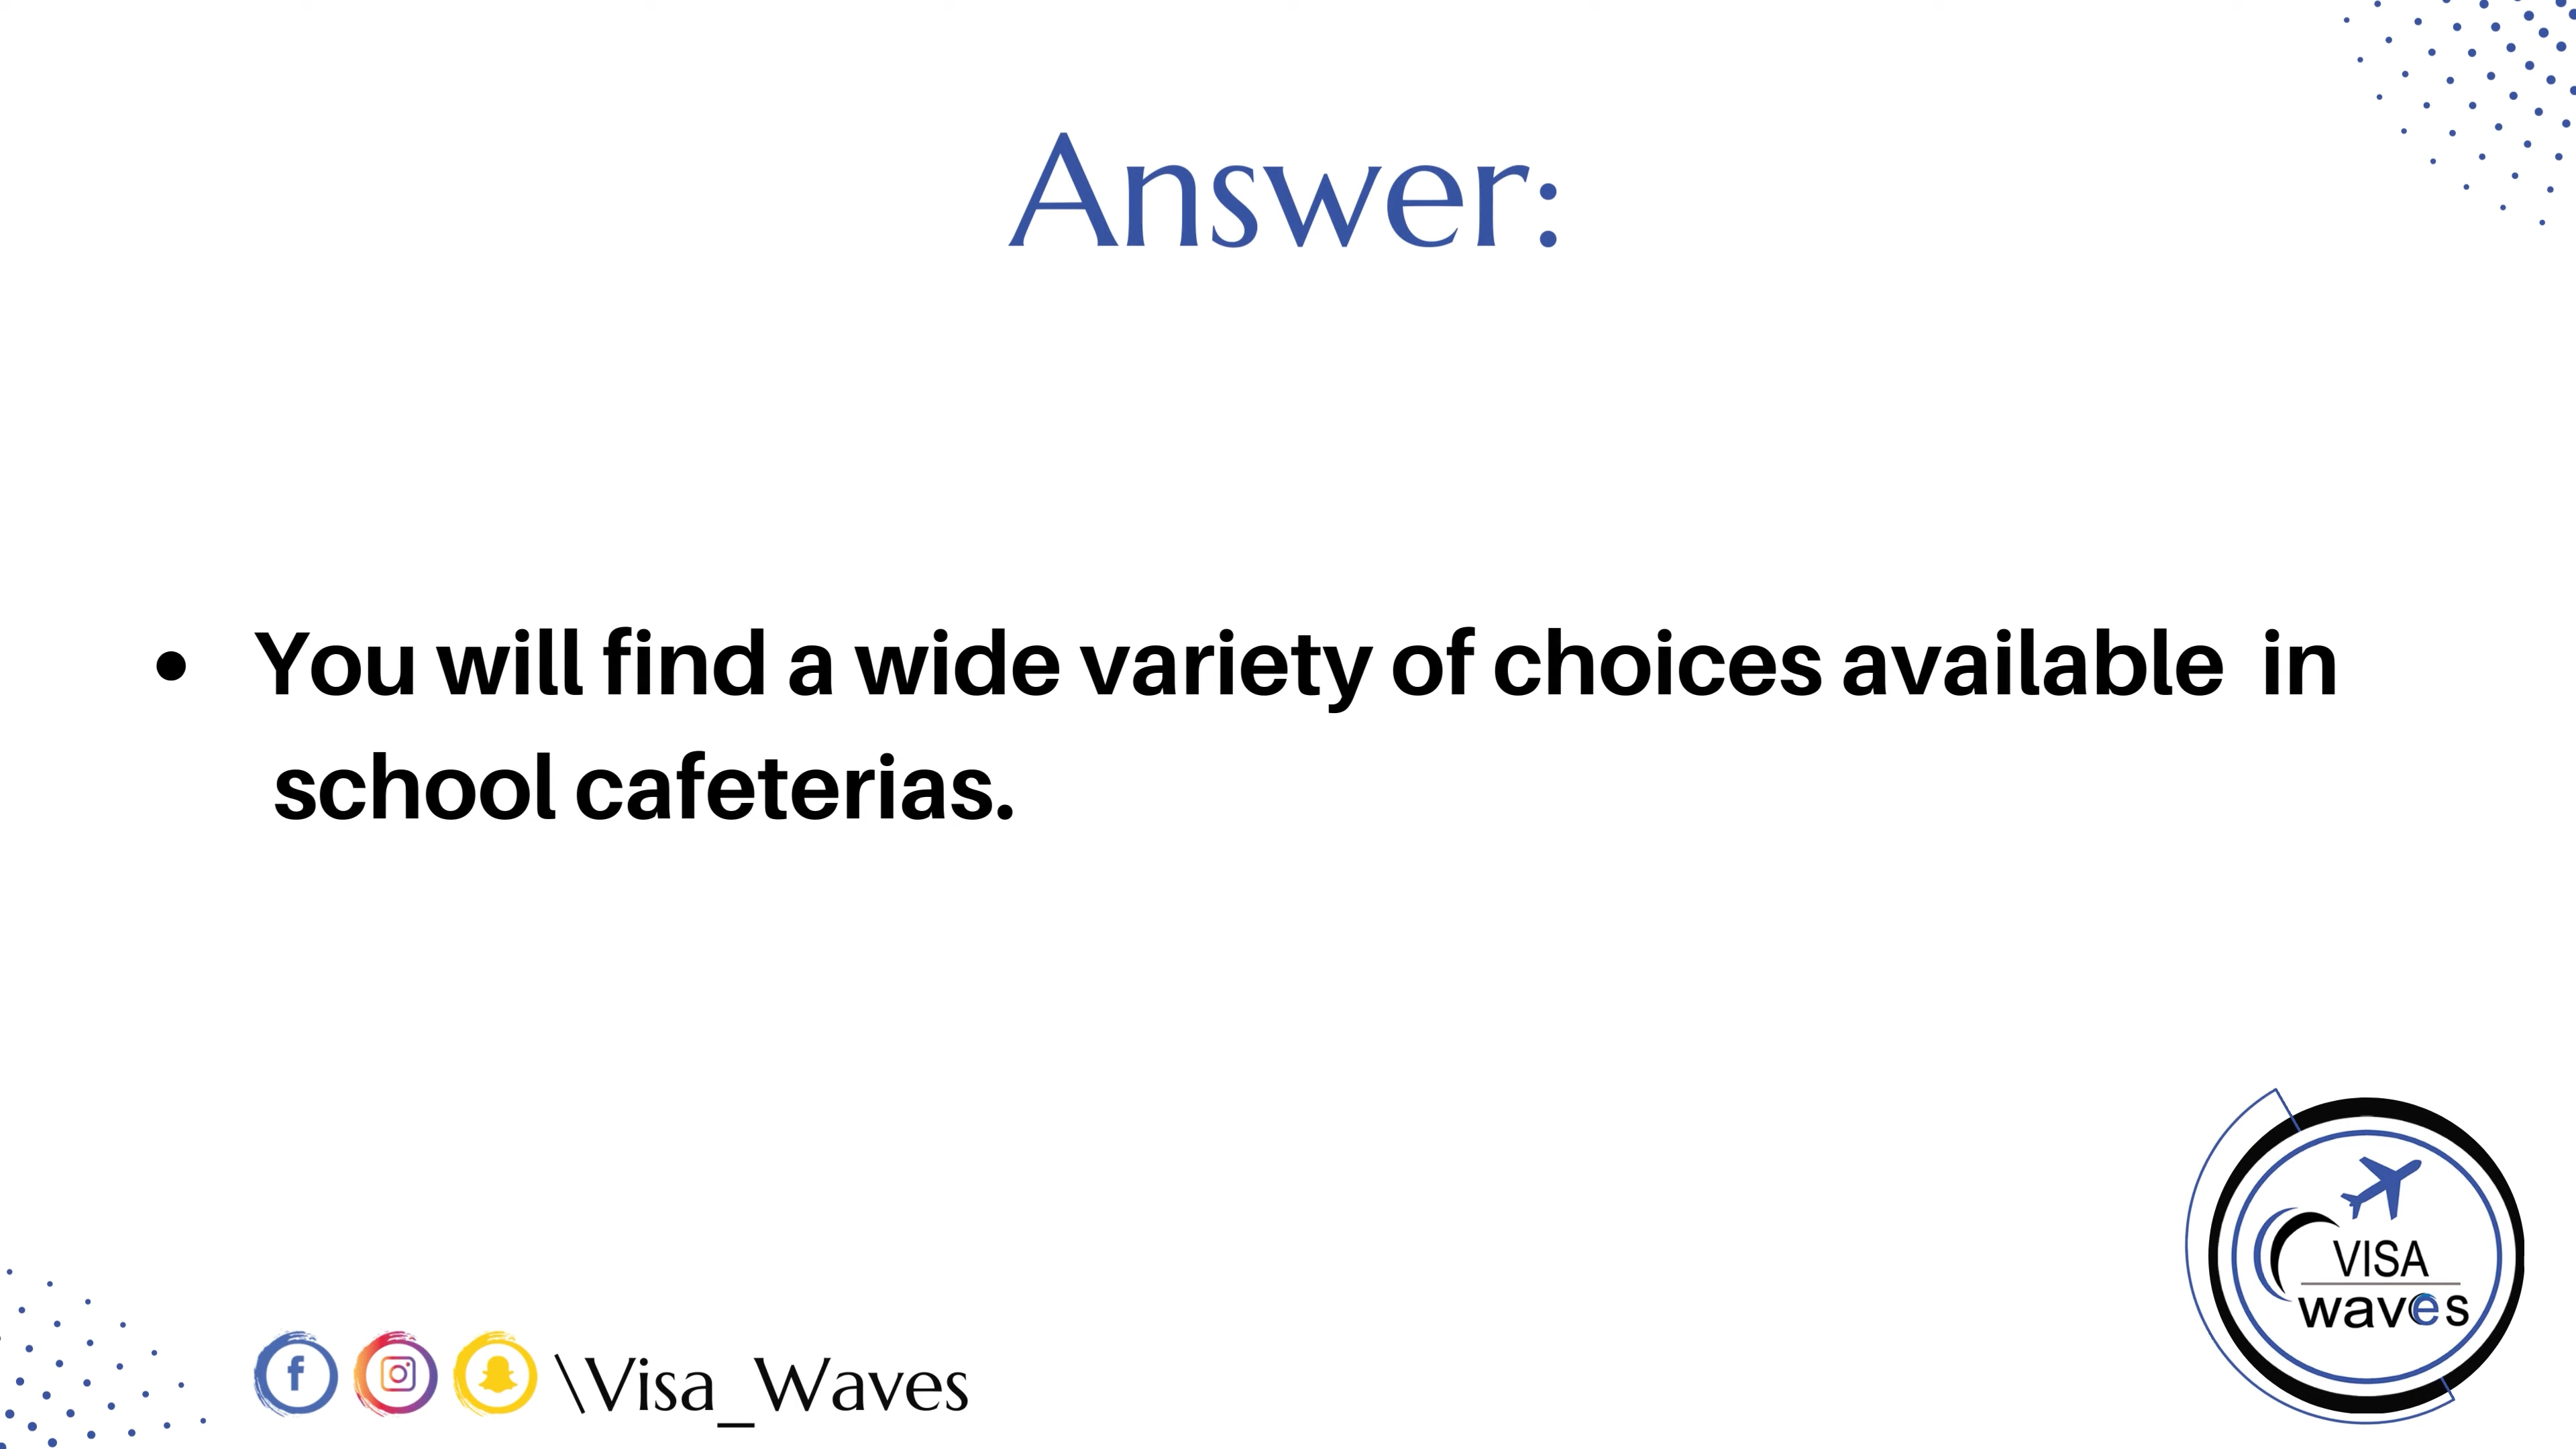 Answer:
• You will find a wide variety of choices available  in
school cafeterias.
VISA
waves
\Visa_Waves